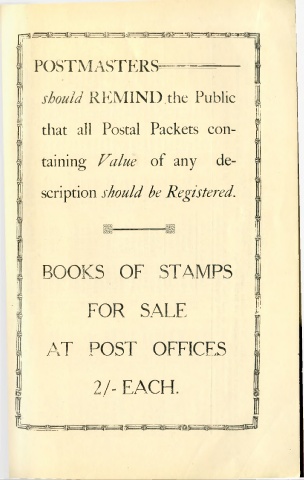 POSTMASTERS
should REMIND the Public
that all Postal Packets con-
taining Value of any de-
scription should be Registered.
BOOKS OF STAMPS
FOR SALE
AT POST OFFICES
2/- EACH.